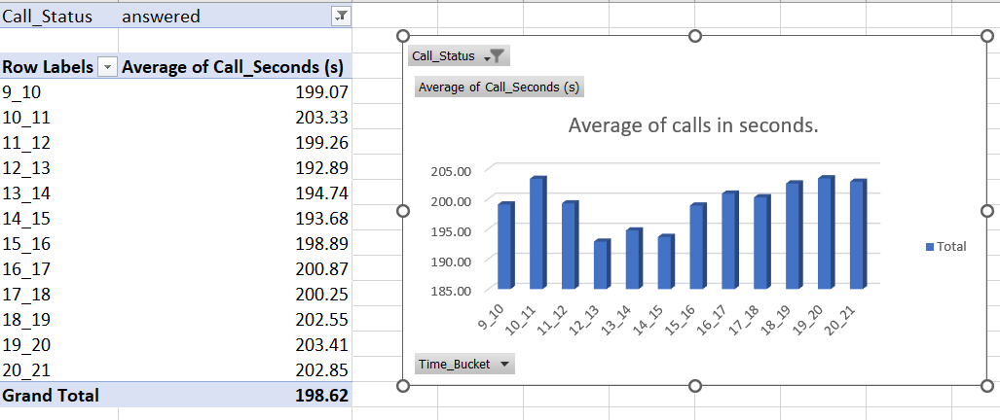 Call_Status answered
Row Labels Average of Call_Seconds (s)
9_10 199.07
10_11 203.33
11_12 199.26
12_13 192.89
13_14 194.74
14_15 193.68
15_16 198.89
16_17 200.87
17_18 200.25
18_19 202.55
19_20 203.41
20_21 202.85
Grand Total 198.62
Call_Status
Average of Call_Seconds (s)
Average of calls in seconds.
205.00
200.00
195.00
190.00
185.00
9_10 10_11 11_12 12_13 13_14 14_15 15_16 16_17 17_18 18_19 19_20 20_21
Total
Time_Bucket